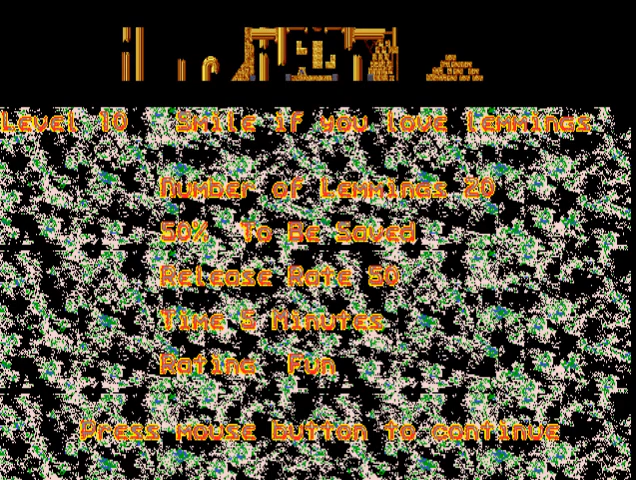 Level 10 Smile if you love lemmings
Number of Lemmings 20
50% To Be Saved
Release Rate 50
Time 5 Minutes
Rating Fun
Press mouse button to continue